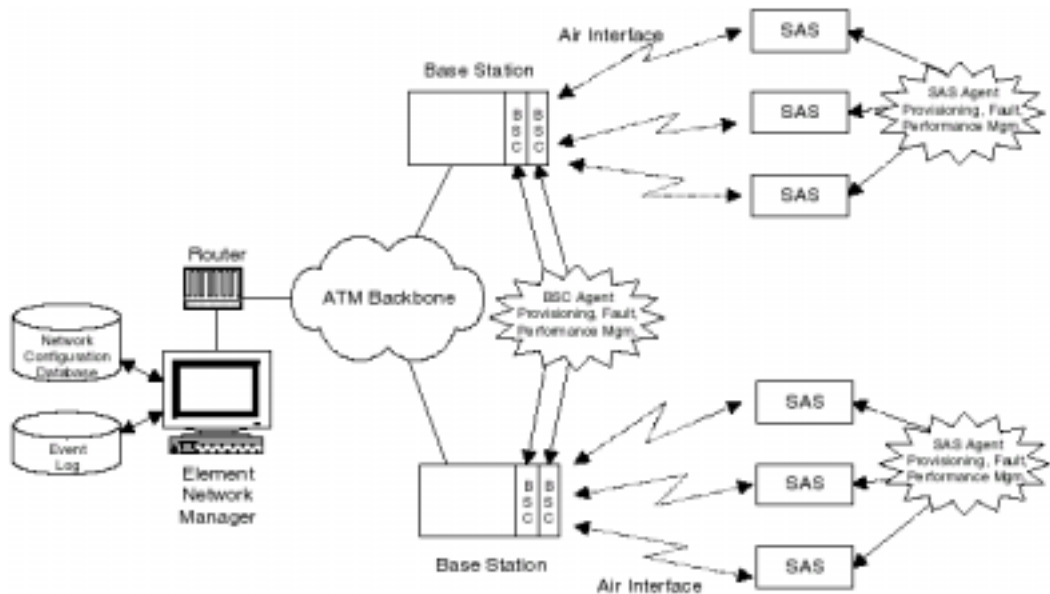 Air Interface
SAS
Base Station
SAS Agent
Provisioning, Fault,
Performance Mgm.
B
S
C
B
S
C
SAS
SAS
Router
ATM Backbone
BSC Agent
Provisioning, Fault,
Performance Mgm.
Network
Configuration
Database
Event
Log
Element
Network
Manager
SAS
SAS Agent
Provisioning, Fault,
Performance Mgm.
B
S
C
B
S
C
SAS
Base Station
SAS
Air Interface